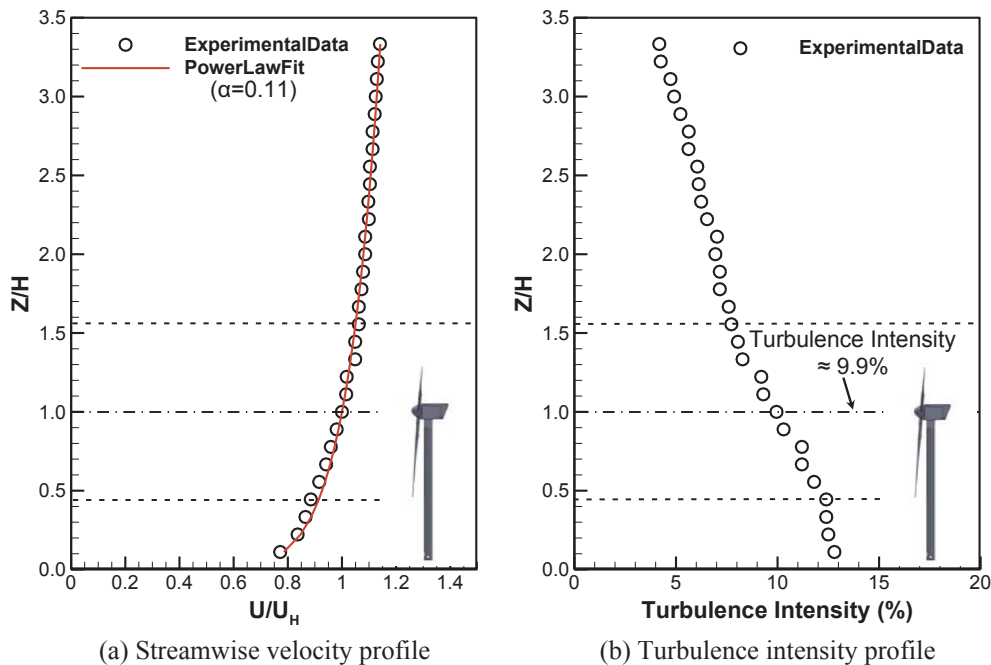 ExperimentalData
PowerLawFit
(α=0.11)
3.5
3.0
2.5
2.0
1.5
1.0
0.5
0.0
Z/H
0 0.2 0.4 0.6 0.8 1 1.2 1.4
U/U_H
(a) Streamwise velocity profile
ExperimentalData
Turbulence Intensity
≈ 9.9%
3.5
3.0
2.5
2.0
1.5
1.0
0.5
0.0
Z/H
0 5 10 15 20
Turbulence Intensity (%)
(b) Turbulence intensity profile